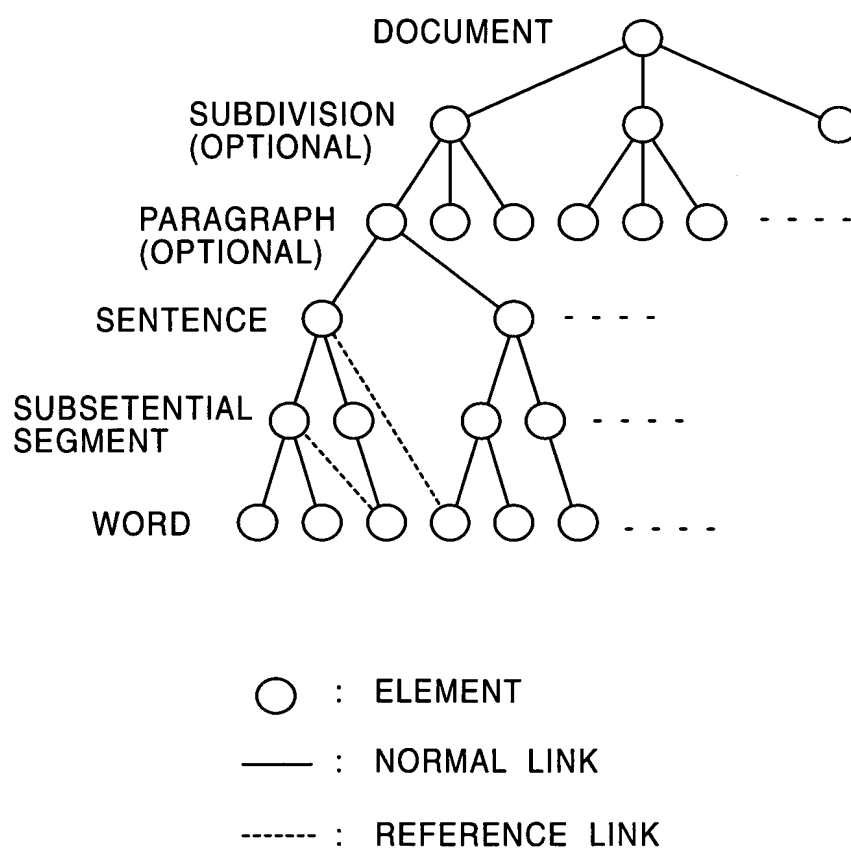 DOCUMENT
SUBDIVISION
(OPTIONAL)
PARAGRAPH
(OPTIONAL)
SENTENCE
SUBSETENTIAL
SEGMENT
WORD
: ELEMENT
: NORMAL LINK
: REFERENCE LINK